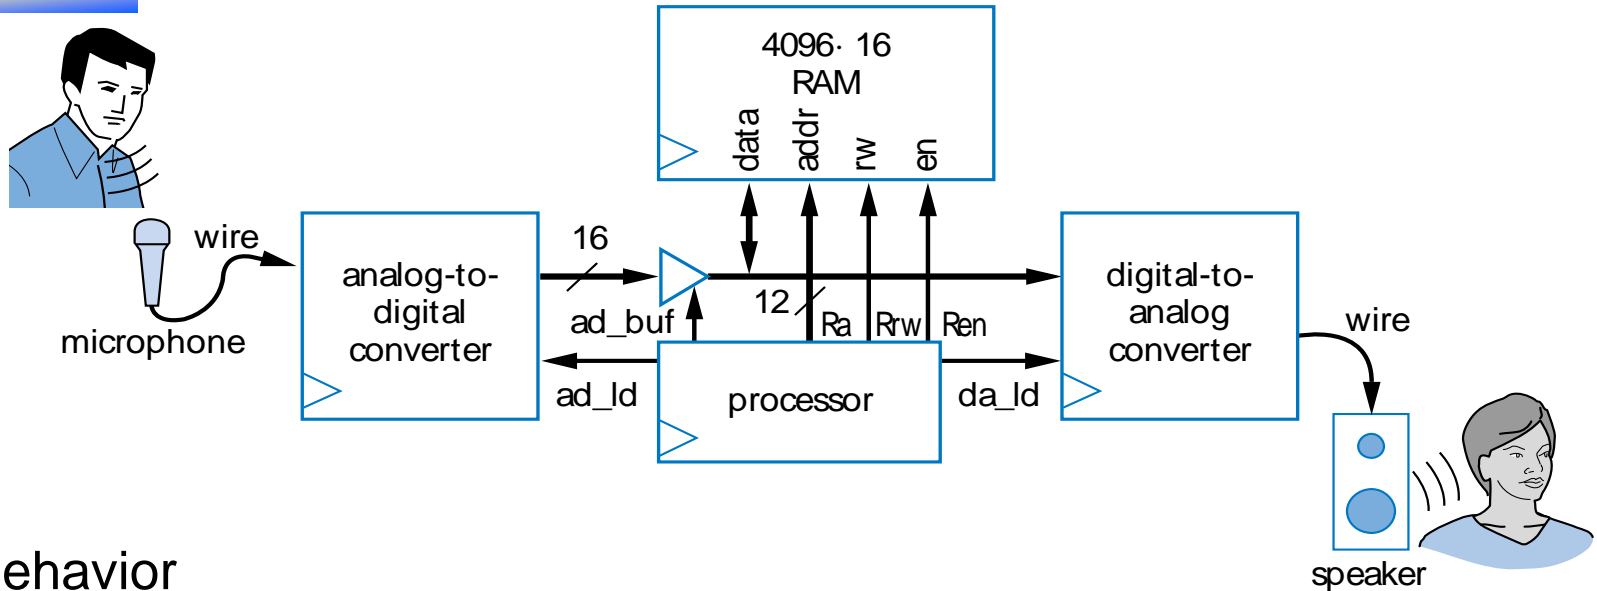 4096· 16
RAM
data
addr
rw
en
wire
16
analog-to-
digital
converter
12
ad_buf
Ra
Rrw
Ren
digital-to-
analog
converter
wire
microphone
ad_ld
processor
da_ld
speaker
ehavior